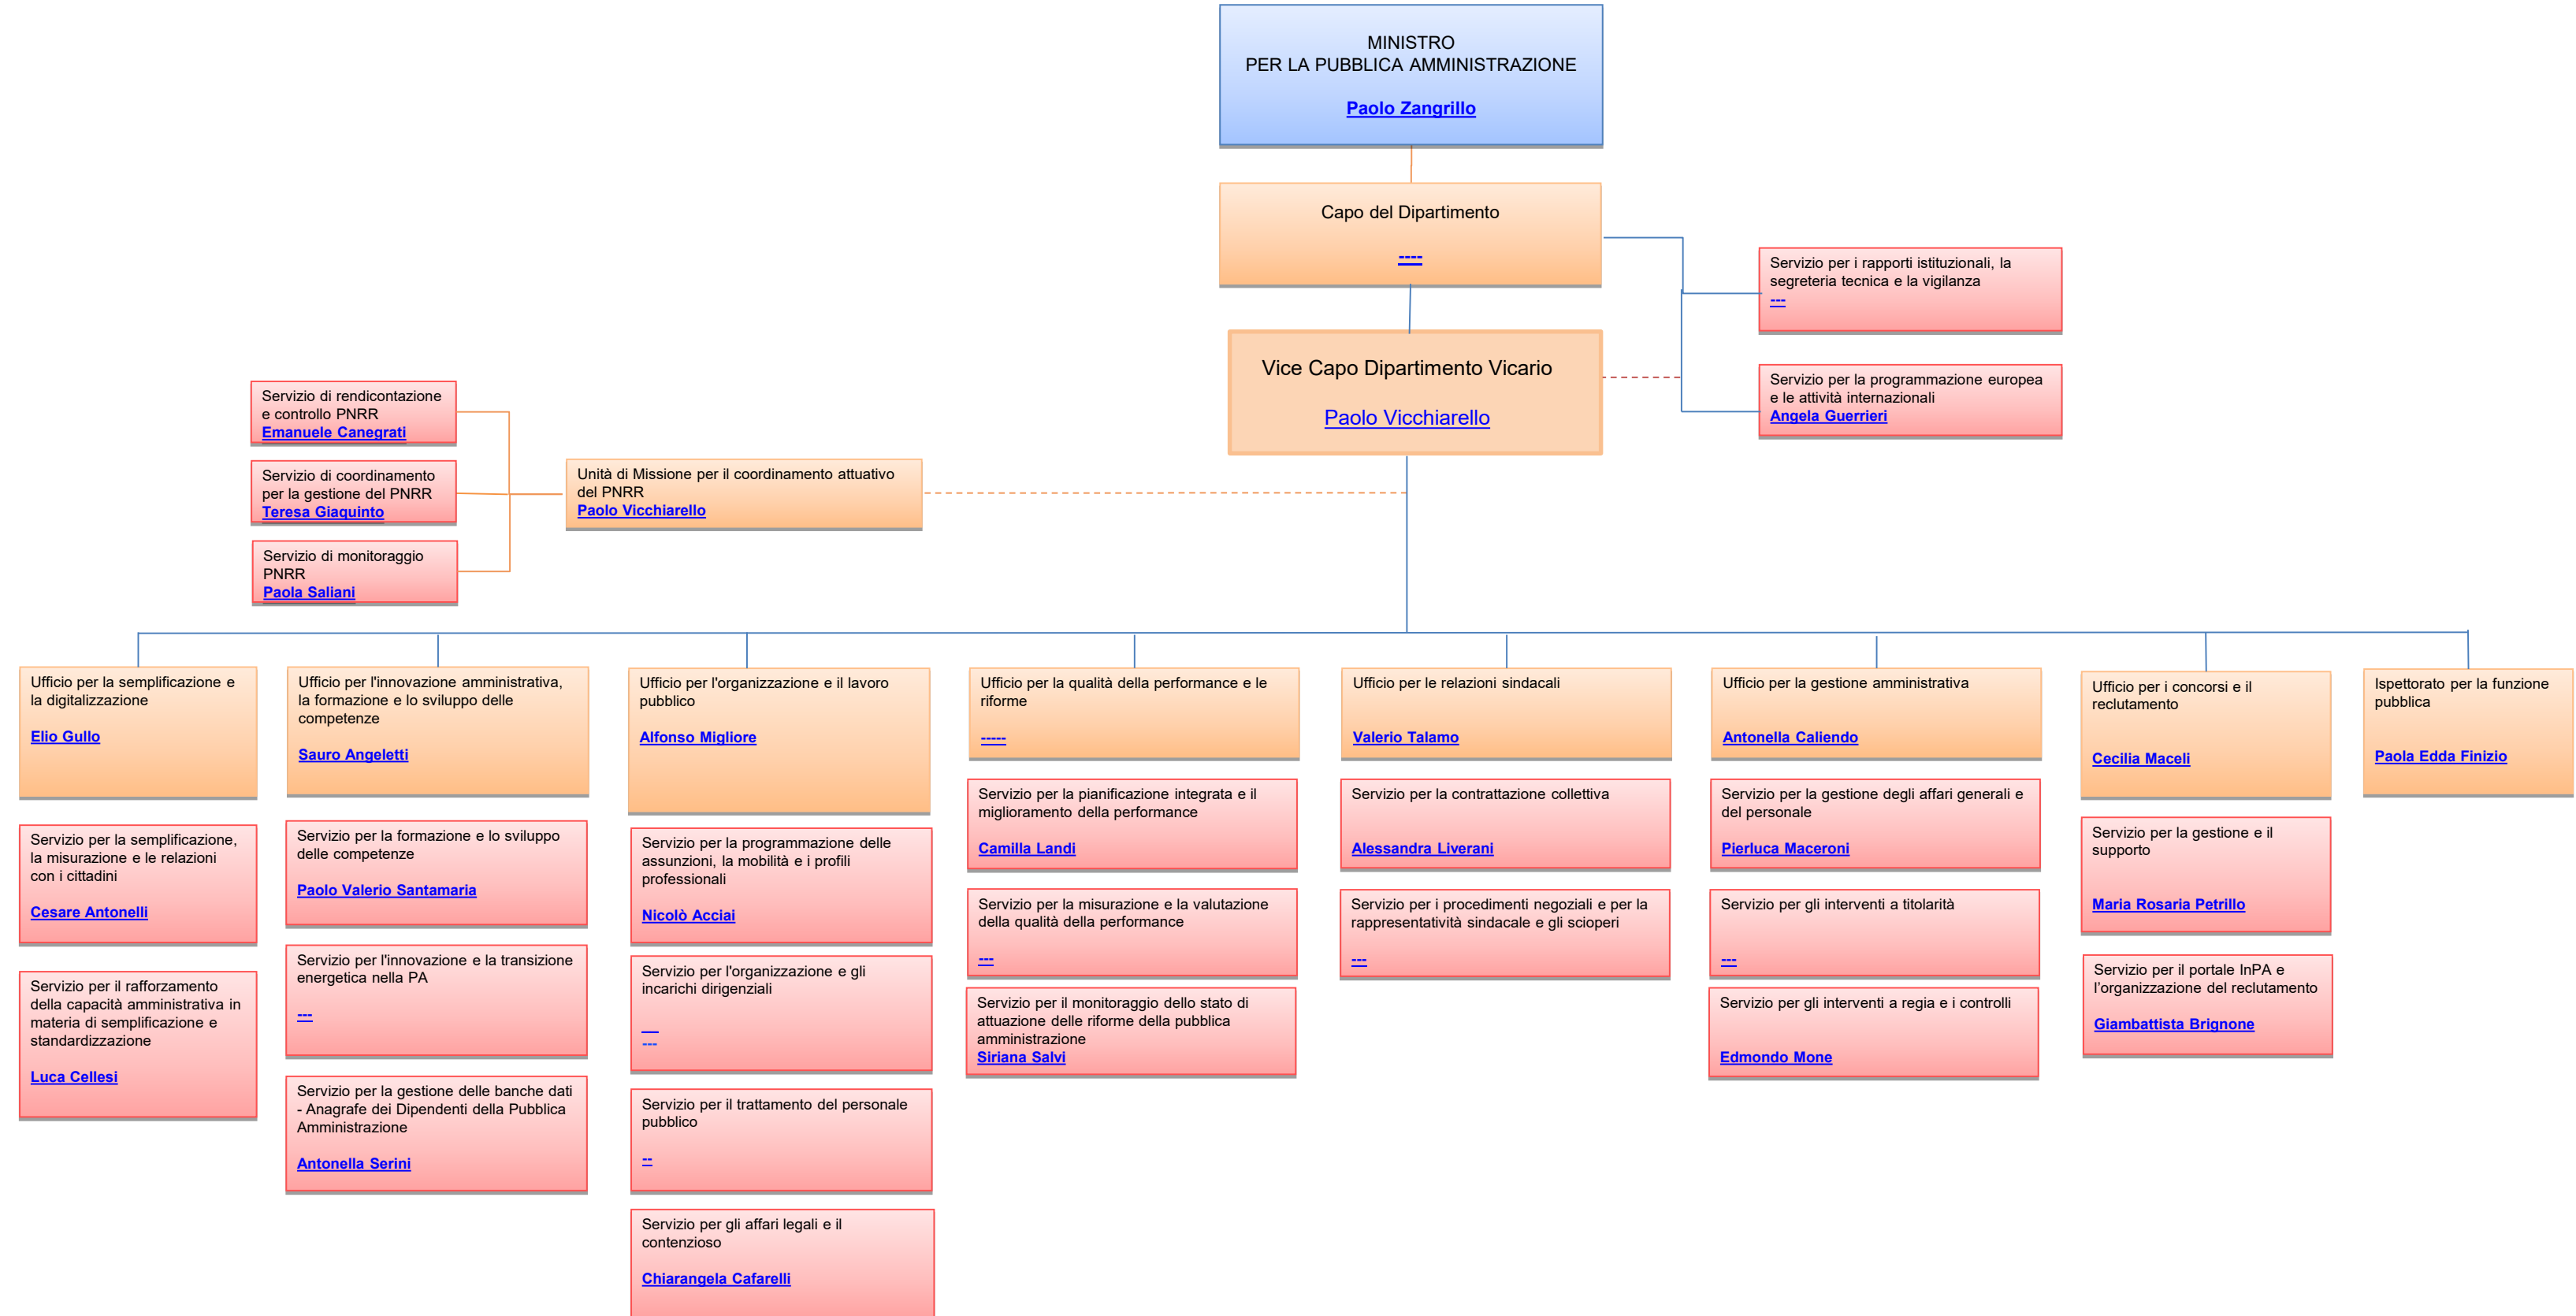 MINISTRO
PER LA PUBBLICA AMMINISTRAZIONE
Paolo Zangrillo
Capo del Dipartimento
----
Servizio per i rapporti istituzionali, la
segreteria tecnica e la vigilanza
---
Vice Capo Dipartimento Vicario
Paolo Vicchiarello
Servizio per la programmazione europea
e le attività internazionali
Angela Guerrieri
Servizio di rendicontazione
e controllo PNRR
Emanuele Canegrati
Servizio di coordinamento
per la gestione del PNRR
Teresa Giaquinto
Servizio di monitoraggio
PNRR
Paola Saliani
Unità di Missione per il coordinamento attuativo
del PNRR
Paolo Vicchiarello
Ufficio per la semplificazione e
la digitalizzazione
Elio Gullo
Servizio per la semplificazione,
la misurazione e le relazioni
con i cittadini
Cesare Antonelli
Servizio per il rafforzamento
della capacità amministrativa in
materia di semplificazione e
standardizzazione
Luca Cellesi
Ufficio per l'innovazione amministrativa,
la formazione e lo sviluppo delle
competenze
Sauro Angeletti
Servizio per la formazione e lo sviluppo
delle competenze
Paolo Valerio Santamaria
Servizio per l'innovazione e la transizione
energetica nella PA
---
Servizio per la gestione delle banche dati
- Anagrafe dei Dipendenti della Pubblica
Amministrazione
Antonella Serini
Ufficio per l'organizzazione e il lavoro
pubblico
Alfonso Migliore
Servizio per la programmazione delle
assunzioni, la mobilità e i profili
professionali
Nicolò Acciai
Servizio per l'organizzazione e gli
incarichi dirigenziali
---
Servizio per il trattamento del personale
pubblico
--
Servizio per gli affari legali e il
contenzioso
Chiarangela Cafarelli
Ufficio per la qualità della performance e le
riforme
-----
Servizio per la pianificazione integrata e il
miglioramento della performance
Camilla Landi
Servizio per la misurazione e la valutazione
della qualità della performance
---
Servizio per il monitoraggio dello stato di
attuazione delle riforme della pubblica
amministrazione
Siriana Salvi
Ufficio per le relazioni sindacali
Valerio Talamo
Servizio per la contrattazione collettiva
Alessandra Liverani
Servizio per i procedimenti negoziali e per la
rappresentatività sindacale e gli scioperi
---
Ufficio per la gestione amministrativa
Antonella Caliendo
Servizio per la gestione degli affari generali e
del personale
Pierluca Maceroni
Servizio per gli interventi a titolarità
---
Servizio per gli interventi a regia e i controlli
Edmondo Mone
Ufficio per i concorsi e il
reclutamento
Cecilia Maceli
Servizio per la gestione e il
supporto
Maria Rosaria Petrillo
Servizio per il portale InPA e
l’organizzazione del reclutamento
Giambattista Brignone
Ispettorato per la funzione
pubblica
Paola Edda Finizio